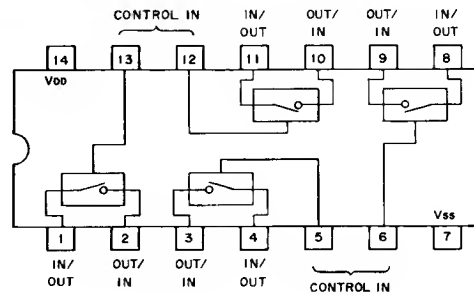 CONTROL IN
IN/ OUT/ OUT/ IN/
OUT IN IN OUT
14 13 12 11 10 9 8
VDD
VSS
1 2 3 4 5 6 7
IN/ OUT/ OUT/ IN/
OUT IN IN OUT
CONTROL IN